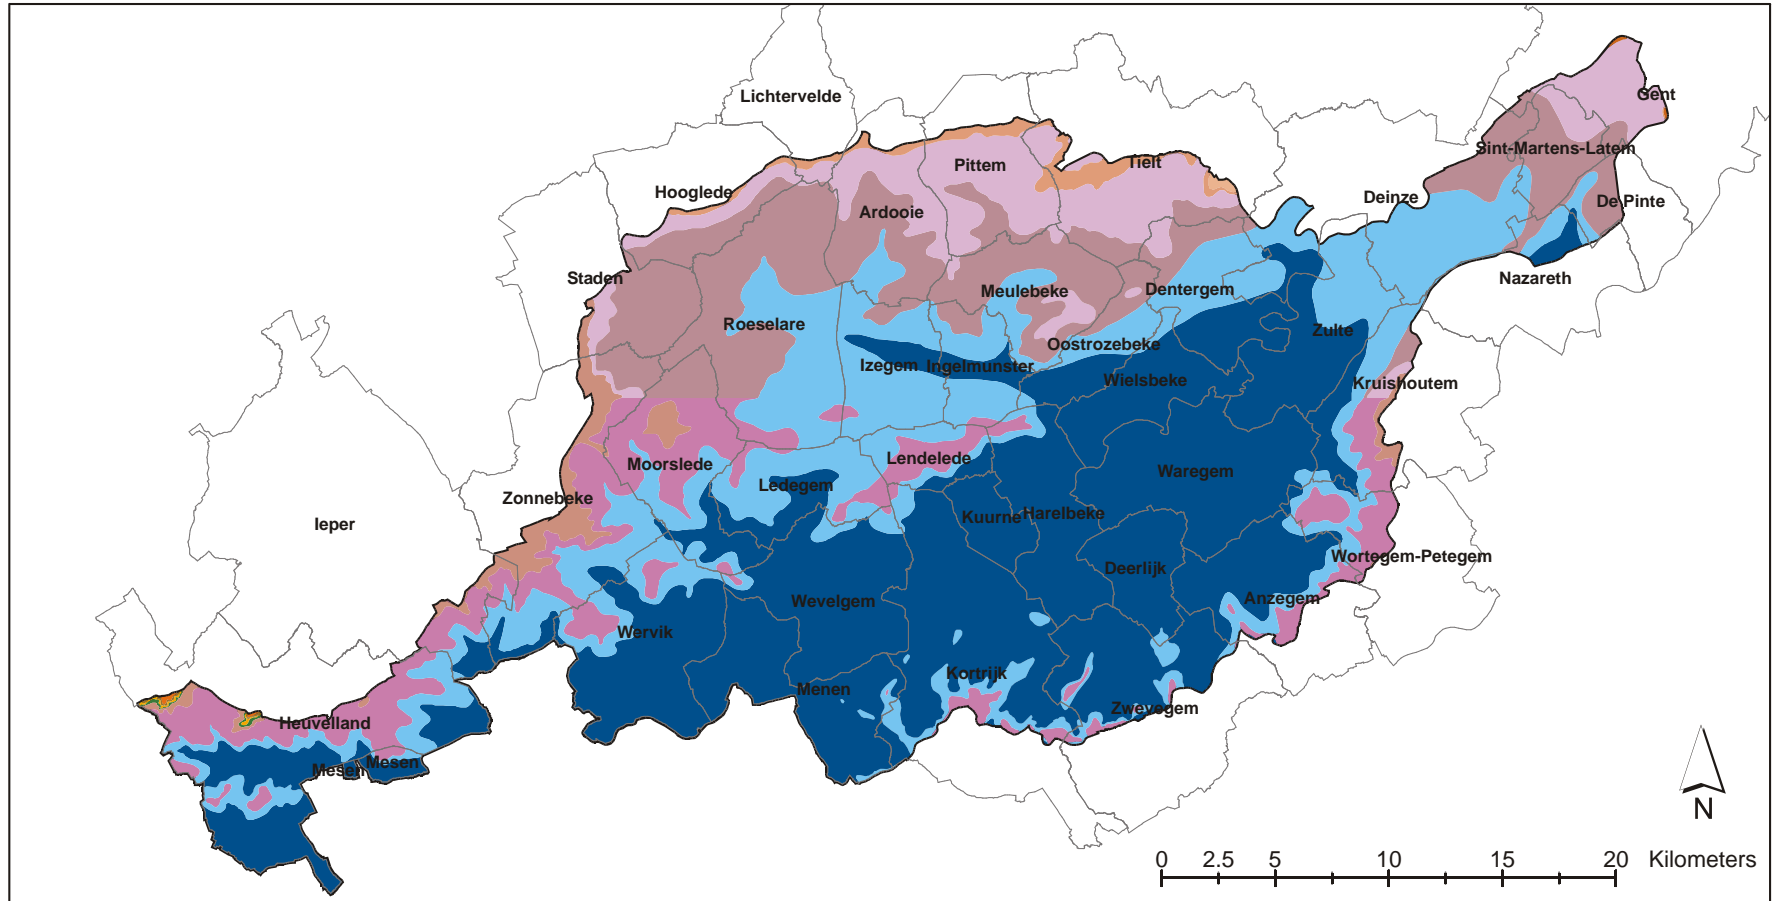 Lichtervelde
Gent
Sint-Martens-Latem
Pittem
Tielt
Hooglede
Deinze
De Pinte
Ardooie
Staden
Nazareth
Meulebeke
Dentergem
Roeselare
Zulte
Oostrozebeke
Izegem
Ingelmunster
Wielsbeke
Kruishoutem
Moorslede
Lendelede
Waregem
Ledegem
Zonnebeke
Ieper
Kuurne
Harelbeke
Wortegem-Petegem
Deerlijk
Wevelgem
Anzegem
Wervik
Kortrijk
Menen
Zwevegem
Heuvelland
Mesen
Mesen
N
0 2.5 5 10 15 20 Kilometers